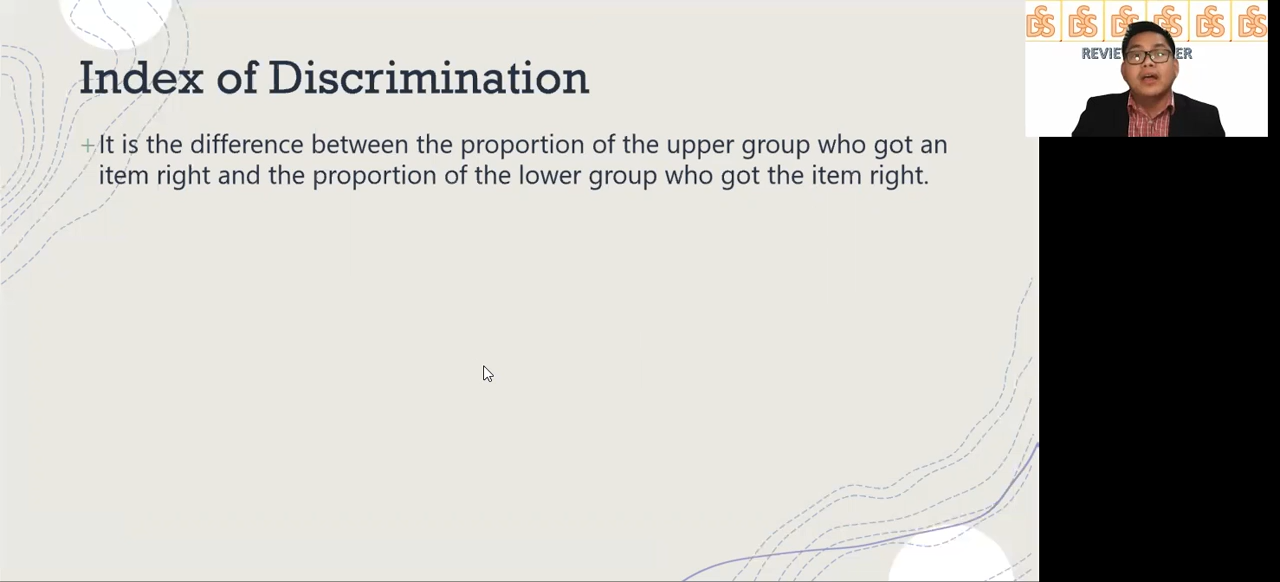 Index of Discrimination
+It is the difference between the proportion of the upper group who got an
item right and the proportion of the lower group who got the item right.